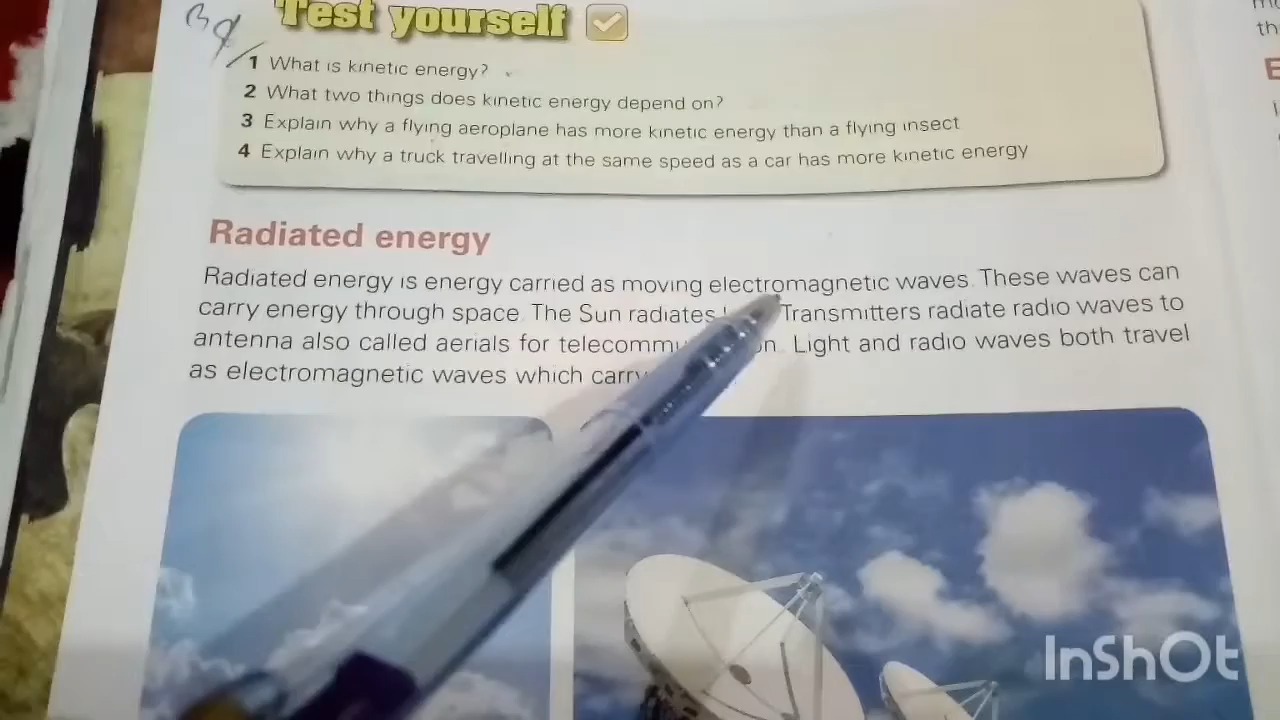 Test yourself
1 What is kinetic energy?
2 What two things does kinetic energy depend on?
3 Explain why a flying aeroplane has more kinetic energy than a flying insect
4 Explain why a truck travelling at the same speed as a car has more kinetic energy
Radiated energy
Radiated energy is energy carried as moving electromagnetic waves. These waves can
carry energy through space. The Sun radiates Transmitters radiate radio waves to
antenna also called aerials for Light and radio waves both travel
as electromagnetic waves which carry
InShOt